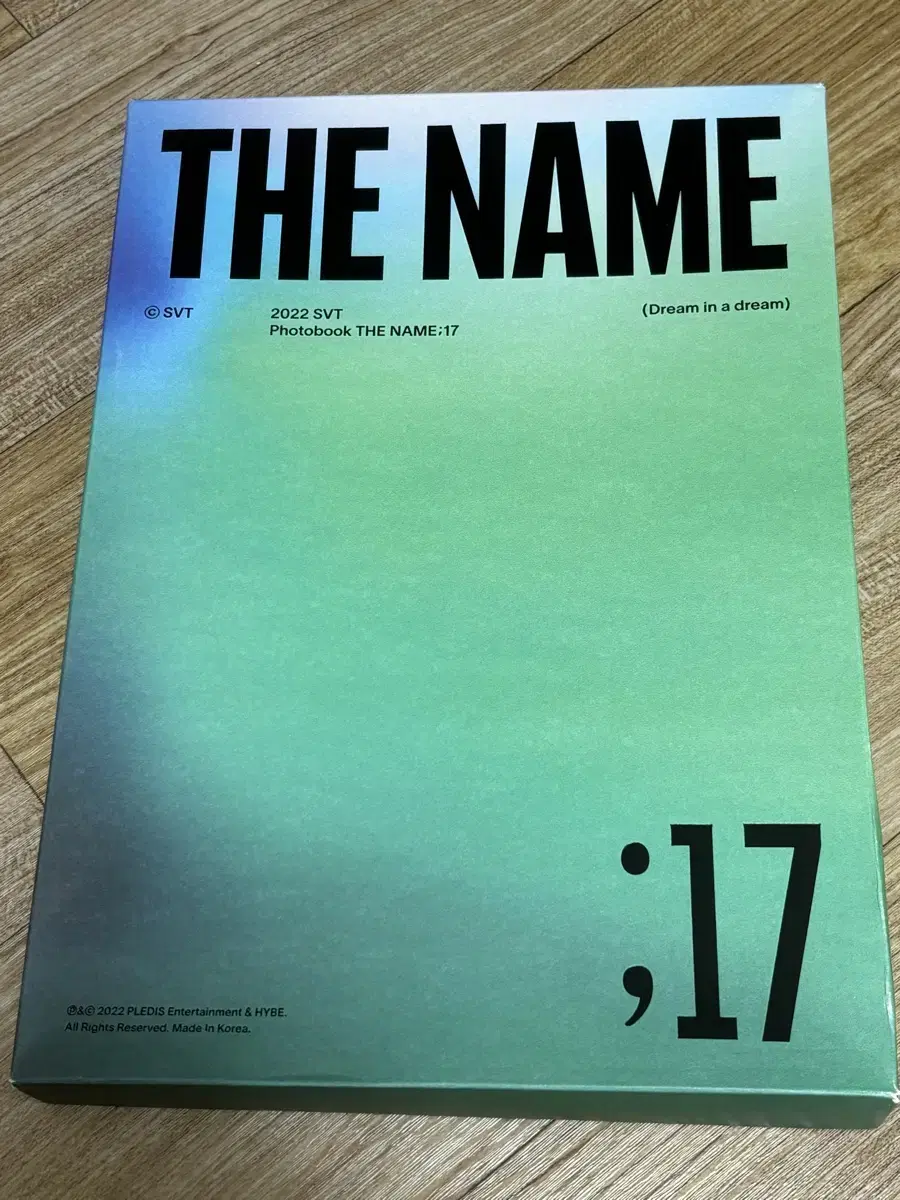 THE NAME
© SVT
2022 SVT
Photobook THE NAME;17
(Dream in a dream)
;17
℗&© 2022 PLEDIS Entertainment & HYBE.
All Rights Reserved. Made In Korea.